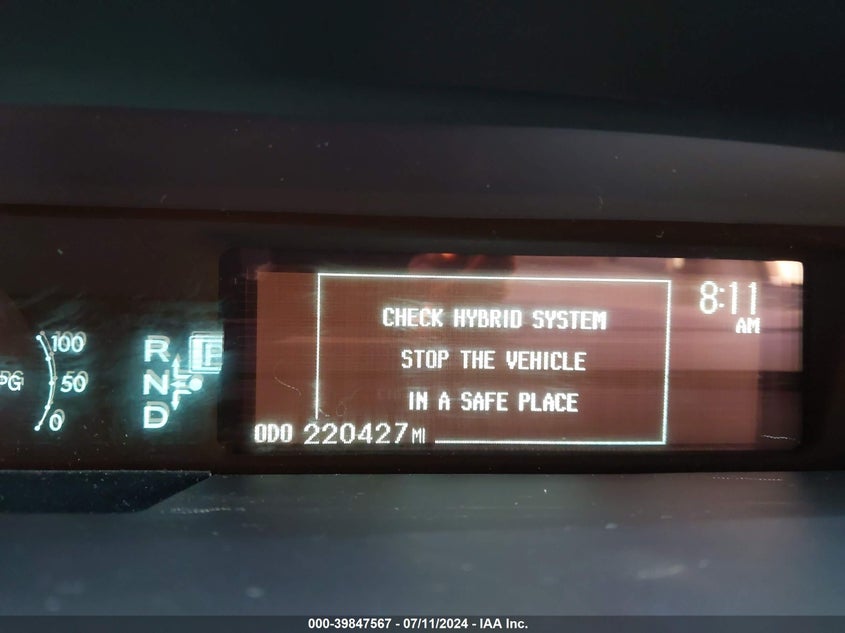 100
PG 50
0
R
N
D
8:11
AM
CHECK HYBRID SYSTEM
STOP THE VEHICLE
IN A SAFE PLACE
ODO 220427 MI
000-39847567 - 07/11/2024 - IAA Inc.